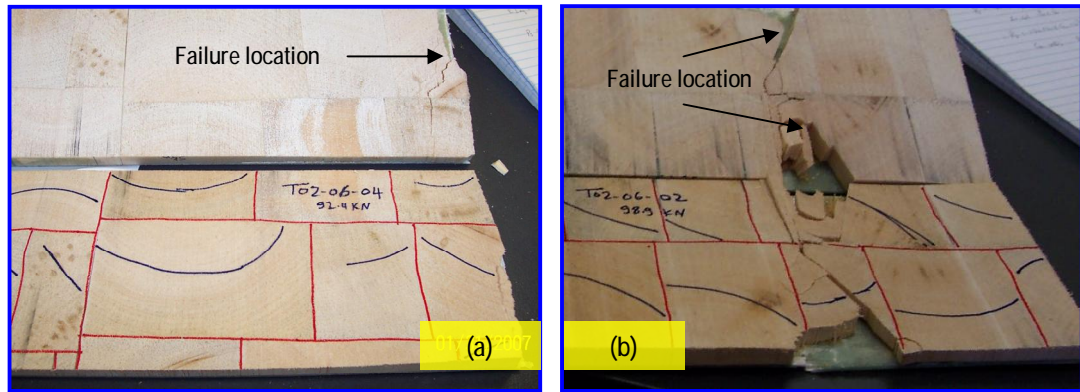 Failure location
T02-06-04
92.4 KN
(a)
Failure location
T02-06-02
98.9 KN
(b)